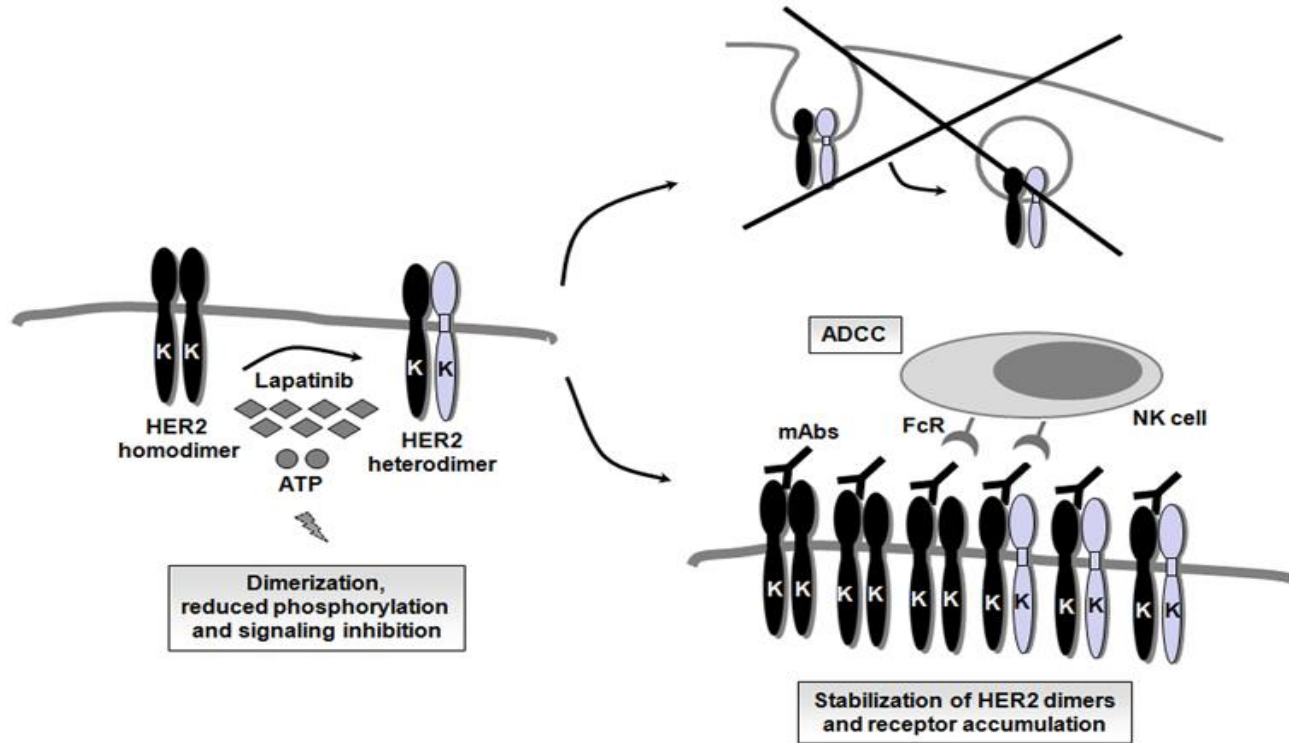 ADCC
NK cell
FcR
mAbs
K K
K K
Lapatinib
HER2
homodimer
HER2
heterodimer
ATP
Dimerization,
reduced phosphorylation
and signaling inhibition
K K K K K K K K K K K K
Stabilization of HER2 dimers
and receptor accumulation